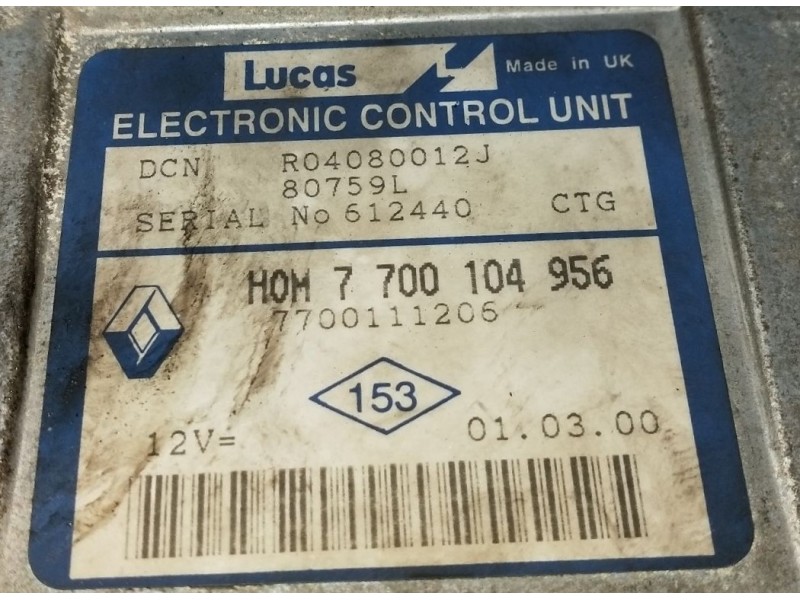 Lucas
Made in UK
ELECTRONIC CONTROL UNIT
DCN R04080012J
80759L
SERIAL No 612440 CTG
HOM 7 700 104 956
7700111206
153
12V= 01.03.00